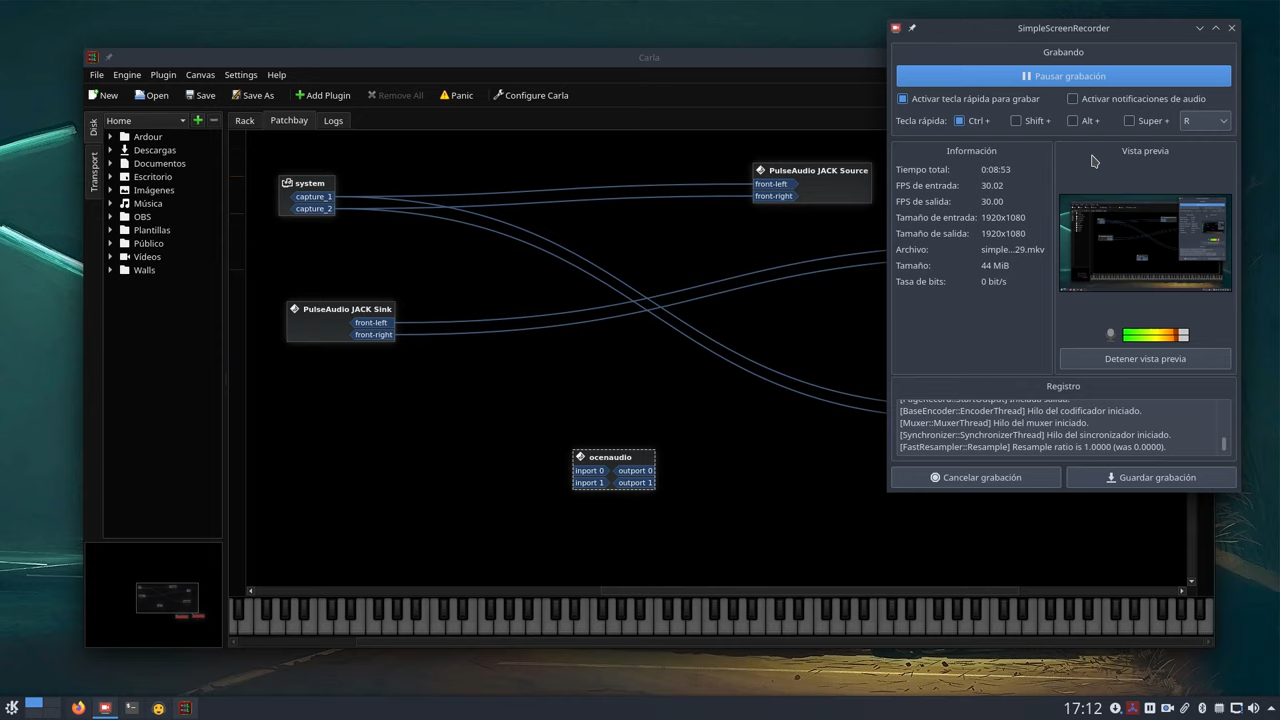 Carla
File Engine Plugin Canvas Settings Help
New Open Save Save As Add Plugin Remove All Panic Configure Carla
Disk
Transport
Home
Ardour
Descargas
Documentos
Escritorio
Imágenes
Música
OBS
Plantillas
Público
Vídeos
Walls
Rack Patchbay Logs
system
capture_1
capture_2
PulseAudio JACK Source
front-left
front-right
PulseAudio JACK Sink
front-left
front-right
ocenaudio
inport 0 outport 0
inport 1 outport 1
SimpleScreenRecorder
Grabando
Pausar grabación
Activar tecla rápida para grabar Activar notificaciones de audio
Tecla rápida: Ctrl + Shift + Alt + Super + R
Información
Tiempo total: 0:08:53
FPS de entrada: 30.02
FPS de salida: 30.00
Tamaño de entrada: 1920x1080
Tamaño de salida: 1920x1080
Archivo: simple...29.mkv
Tamaño: 44 MiB
Tasa de bits: 0 bit/s
Vista previa
Detener vista previa
Registro
[PageRecord::StartOutput] Iniciada salida.
[BaseEncoder::EncoderThread] Hilo del codificador iniciado.
[Muxer::MuxerThread] Hilo del muxer iniciado.
[Synchronizer::SynchronizerThread] Hilo del sincronizador iniciado.
[FastResampler::Resample] Resample ratio is 1.0000 (was 0.0000).
Cancelar grabación Guardar grabación
17:12